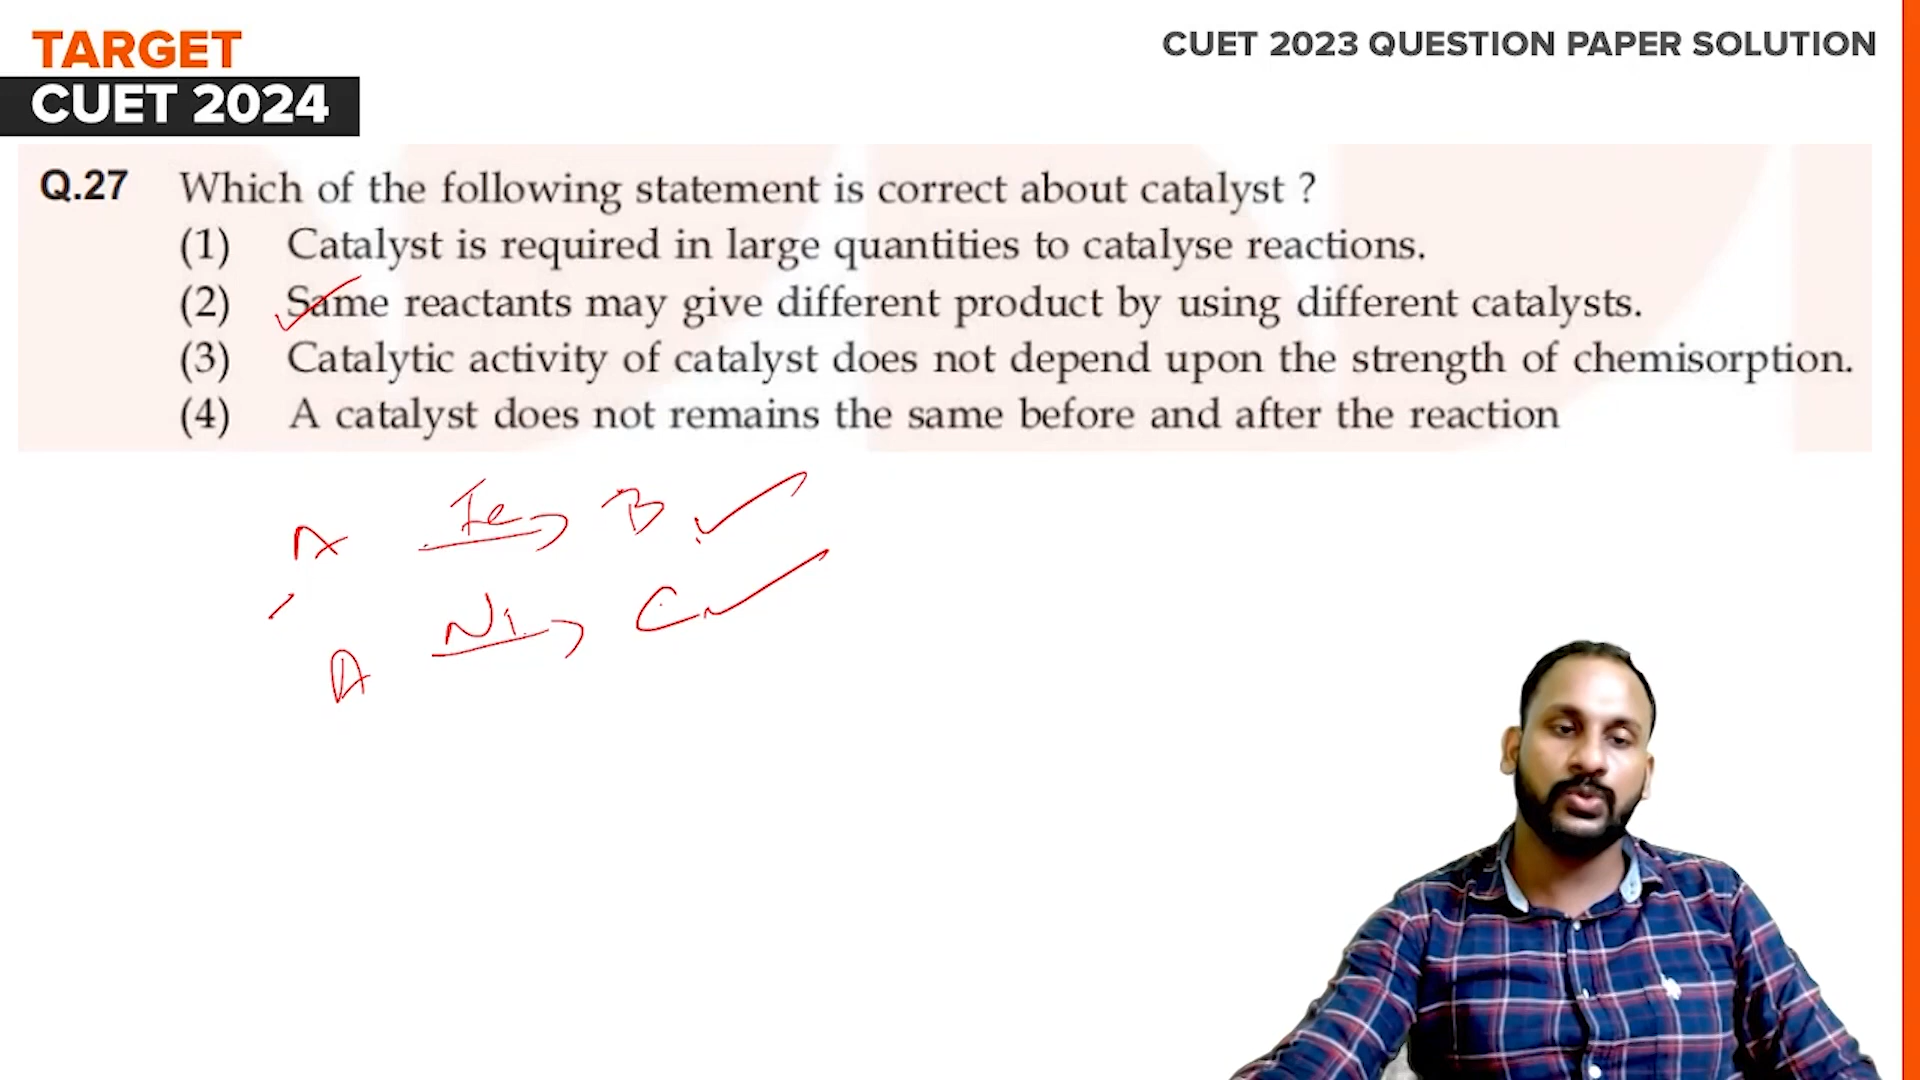 TARGET
CUET 2024
CUET 2023 QUESTION PAPER SOLUTION
Q.27 Which of the following statement is correct about catalyst ?
(1) Catalyst is required in large quantities to catalyse reactions.
(2) Same reactants may give different product by using different catalysts.
(3) Catalytic activity of catalyst does not depend upon the strength of chemisorption.
(4) A catalyst does not remains the same before and after the reaction
A Fe B
A Ni C